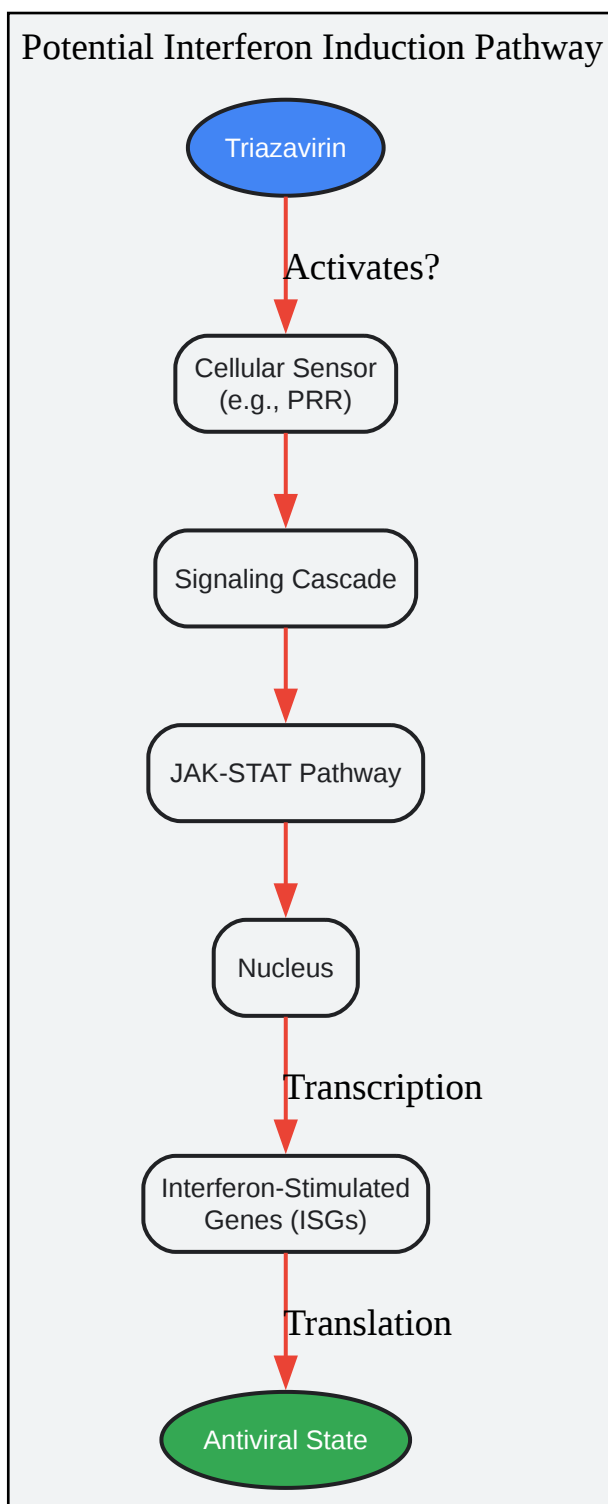 Potential Interferon Induction Pathway
Triazavirin
Activates?
Cellular Sensor
(e.g., PRR)
Signaling Cascade
JAK-STAT Pathway
Nucleus
Transcription
Interferon-Stimulated
Genes (ISGs)
Translation
Antiviral State